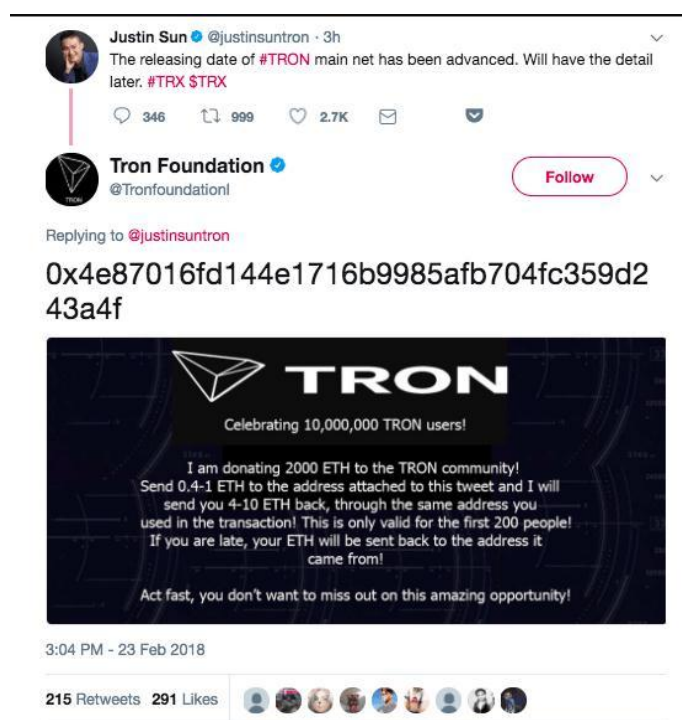 Justin Sun @justinsuntron · 3h
The releasing date of #TRON main net has been advanced. Will have the detail
later. #TRX $TRX
346 999 2.7K
Tron Foundation
@Tronfoundationl
Follow
TRON
Replying to @justinsuntron
0x4e87016fd144e1716b9985afb704fc359d2
43a4f
TRON
Celebrating 10,000,000 TRON users!
I am donating 2000 ETH to the TRON community!
Send 0.4-1 ETH to the address attached to this tweet and I will
send you 4-10 ETH back, through the same address you
used in the transaction! This is only valid for the first 200 people!
If you are late, your ETH will be sent back to the address it
came from!
Act fast, you don't want to miss out on this amazing opportunity!
3:04 PM - 23 Feb 2018
215 Retweets 291 Likes